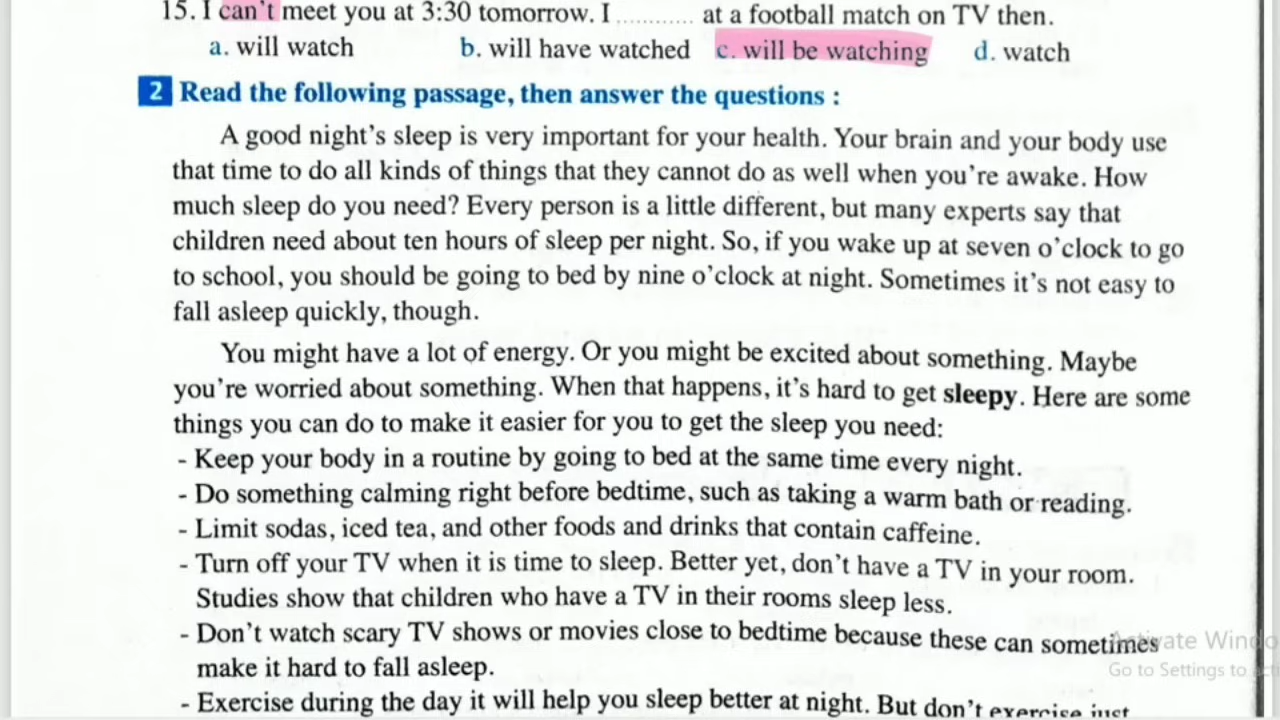 15. I can't meet you at 3:30 tomorrow. I ............ at a football match on TV then.
a. will watch b. will have watched c. will be watching d. watch
2 Read the following passage, then answer the questions :
A good night's sleep is very important for your health. Your brain and your body use
that time to do all kinds of things that they cannot do as well when you're awake. How
much sleep do you need? Every person is a little different, but many experts say that
children need about ten hours of sleep per night. So, if you wake up at seven o'clock to go
to school, you should be going to bed by nine o'clock at night. Sometimes it's not easy to
fall asleep quickly, though.
You might have a lot of energy. Or you might be excited about something. Maybe
you're worried about something. When that happens, it's hard to get sleepy. Here are some
things you can do to make it easier for you to get the sleep you need:
- Keep your body in a routine by going to bed at the same time every night.
- Do something calming right before bedtime, such as taking a warm bath or reading.
- Limit sodas, iced tea, and other foods and drinks that contain caffeine.
- Turn off your TV when it is time to sleep. Better yet, don't have a TV in your room.
Studies show that children who have a TV in their rooms sleep less.
- Don't watch scary TV shows or movies close to bedtime because these can sometimes
make it hard to fall asleep.
- Exercise during the day it will help you sleep better at night. But don't exercise just
Activate Windo
Go to Settings to acti